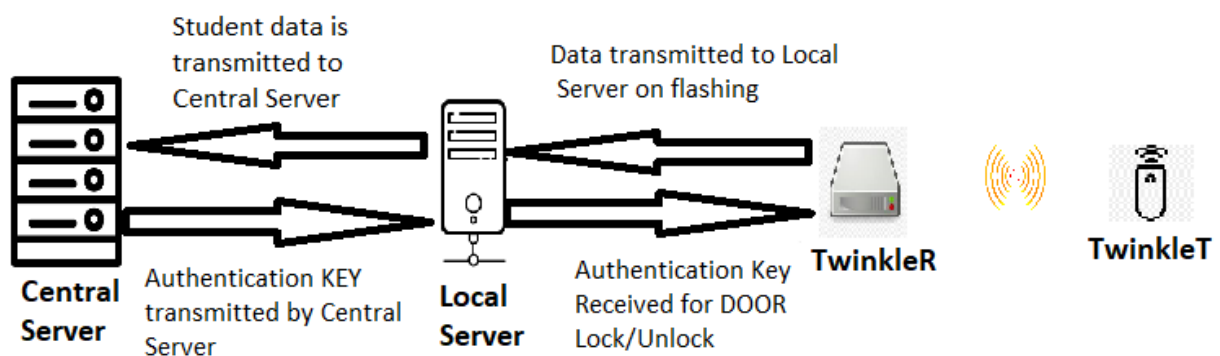 Student data is
transmitted to
Central Server
Data transmitted to Local
Server on flashing
Central
Server
Authentication KEY
transmitted by Central
Server
Local
Server
Authentication Key
Received for DOOR
Lock/Unlock
TwinkleR
TwinkleT